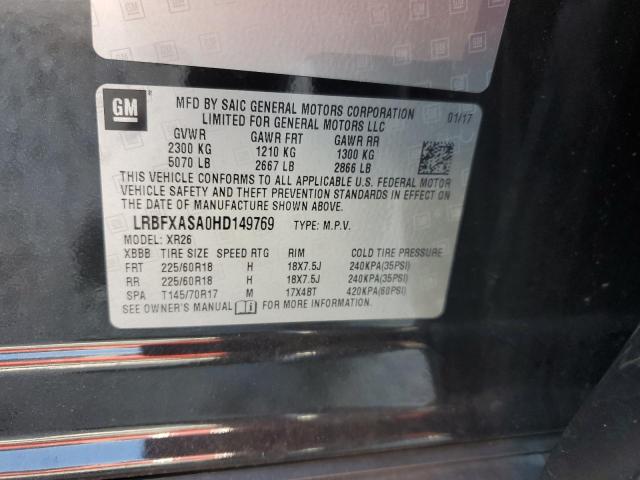 GM ®
MFD BY SAIC GENERAL MOTORS CORPORATION 01/17
LIMITED FOR GENERAL MOTORS LLC
GVWR GAWR FRT GAWR RR
2300 KG 1210 KG 1300 KG
5070 LB 2667 LB 2866 LB
THIS VEHICLE CONFORMS TO ALL APPLICABLE U.S. FEDERAL MOTOR
VEHICLE SAFETY AND THEFT PREVENTION STANDARDS IN EFFECT ON
THE DATE OF MANUFACTURE SHOWN ABOVE.
LRBFXASA0HD149769 TYPE: M.P.V.
MODEL: XR26
XBBB TIRE SIZE SPEED RTG RIM COLD TIRE PRESSURE
FRT 225/60R18 H 18X7.5J 240KPA(35PSI)
RR 225/60R18 H 18X7.5J 240KPA(35PSI)
SPA T145/70R17 M 17X4BT 420KPA(60PSI)
SEE OWNER'S MANUAL FOR MORE INFORMATION.